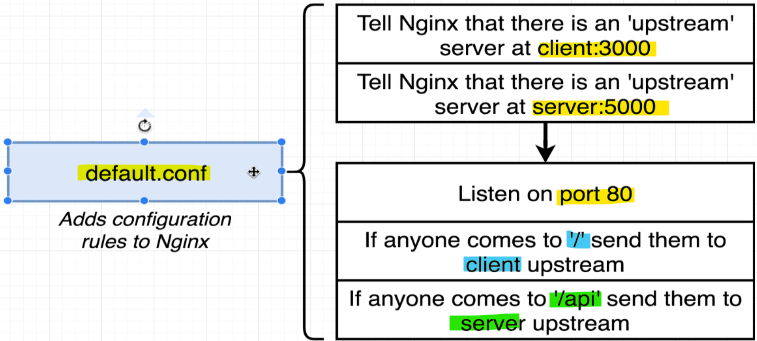 default.conf
Adds configuration
rules to Nginx
Tell Nginx that there is an 'upstream'
server at client:3000
Tell Nginx that there is an 'upstream'
server at server:5000
Listen on port 80
If anyone comes to '/' send them to
client upstream
If anyone comes to '/api' send them to
server upstream